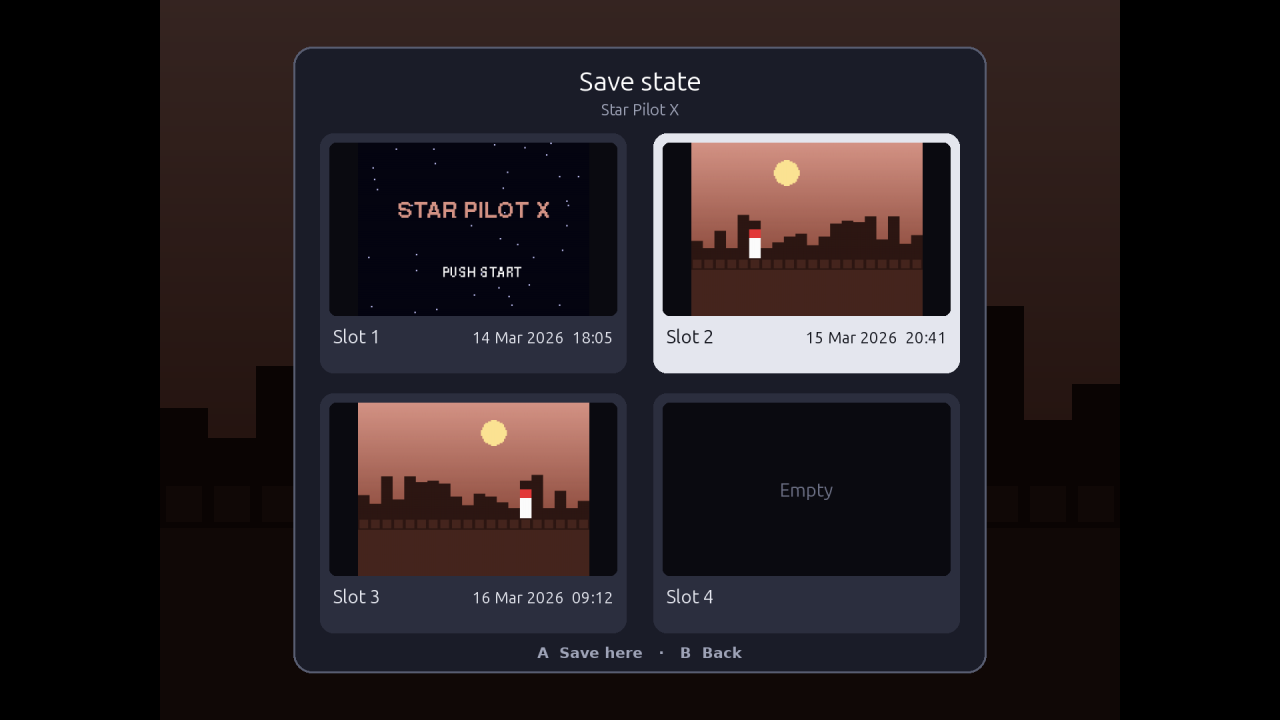 Save state
Star Pilot X
STAR PILOT X
PUSH START
Slot 1 14 Mar 2026 18:05
Slot 2 15 Mar 2026 20:41
Slot 3 16 Mar 2026 09:12
Empty
Slot 4
A Save here · B Back